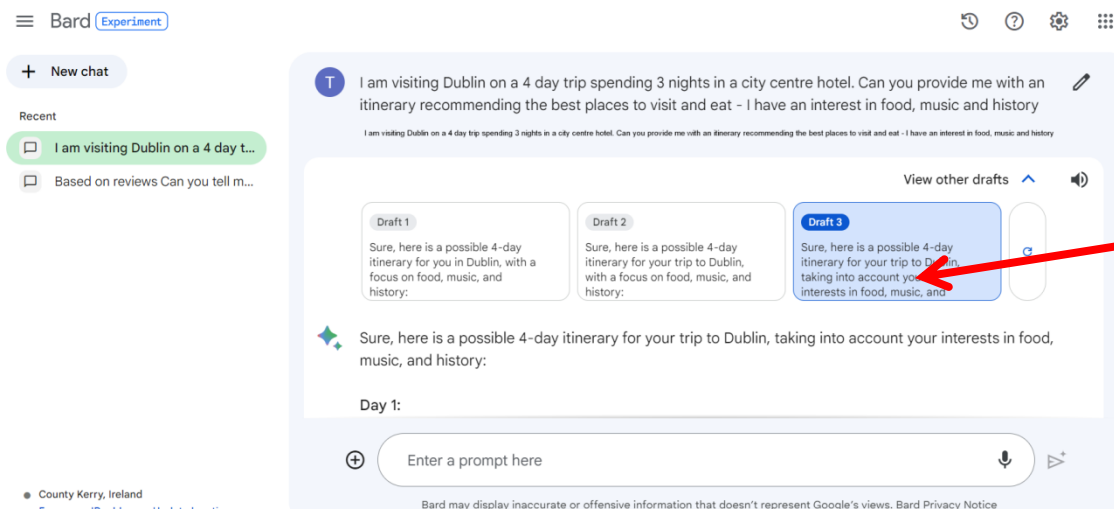 Bard Experiment
New chat
Recent
I am visiting Dublin on a 4 day t...
Based on reviews Can you tell m...
County Kerry, Ireland
T
I am visiting Dublin on a 4 day trip spending 3 nights in a city centre hotel. Can you provide me with an
itinerary recommending the best places to visit and eat - I have an interest in food, music and history
I am visiting Dublin on a 4 day trip spending 3 nights in a city centre hotel. Can you provide me with an itinerary recommending the best places to visit and eat - I have an interest in food, music and history
View other drafts
Draft 1
Sure, here is a possible 4-day
itinerary for you in Dublin, with a
focus on food, music, and
history:
Draft 2
Sure, here is a possible 4-day
itinerary for your trip to Dublin,
with a focus on food, music, and
history:
Draft 3
Sure, here is a possible 4-day
itinerary for your trip to Dublin,
taking into account
interests in food, music, and
Sure, here is a possible 4-day itinerary for your trip to Dublin, taking into account your interests in food,
music, and history:
Day 1:
Enter a prompt here
Bard may display inaccurate or offensive information that doesn't represent Google's views. Bard Privacy Notice